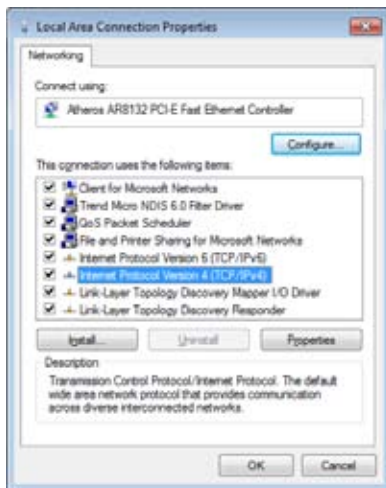 Local Area Connection Properties
Networking
Connect using:
Atheros AR8132 PCI-E Fast Ethernet Controller
Configure...
This connection uses the following items:
Client for Microsoft Networks
Trend Micro NDIS 6.0 Filter Driver
QoS Packet Scheduler
File and Printer Sharing for Microsoft Networks
Internet Protocol Version 6 (TCP/IPv6)
Internet Protocol Version 4 (TCP/IPv4)
Link-Layer Topology Discovery Mapper I/O Driver
Link-Layer Topology Discovery Responder
Install... Uninstall Properties
Description
Transmission Control Protocol/Internet Protocol. The default
wide area network protocol that provides communication
across diverse interconnected networks.
OK Cancel